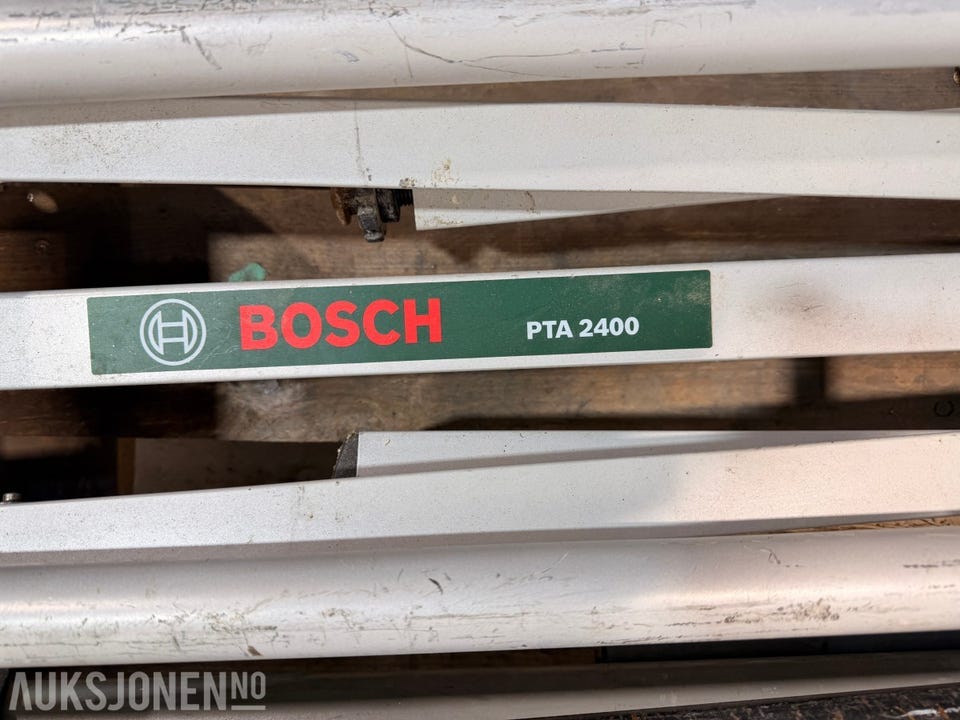 BOSCH PTA 2400
AUKSJONEN NO